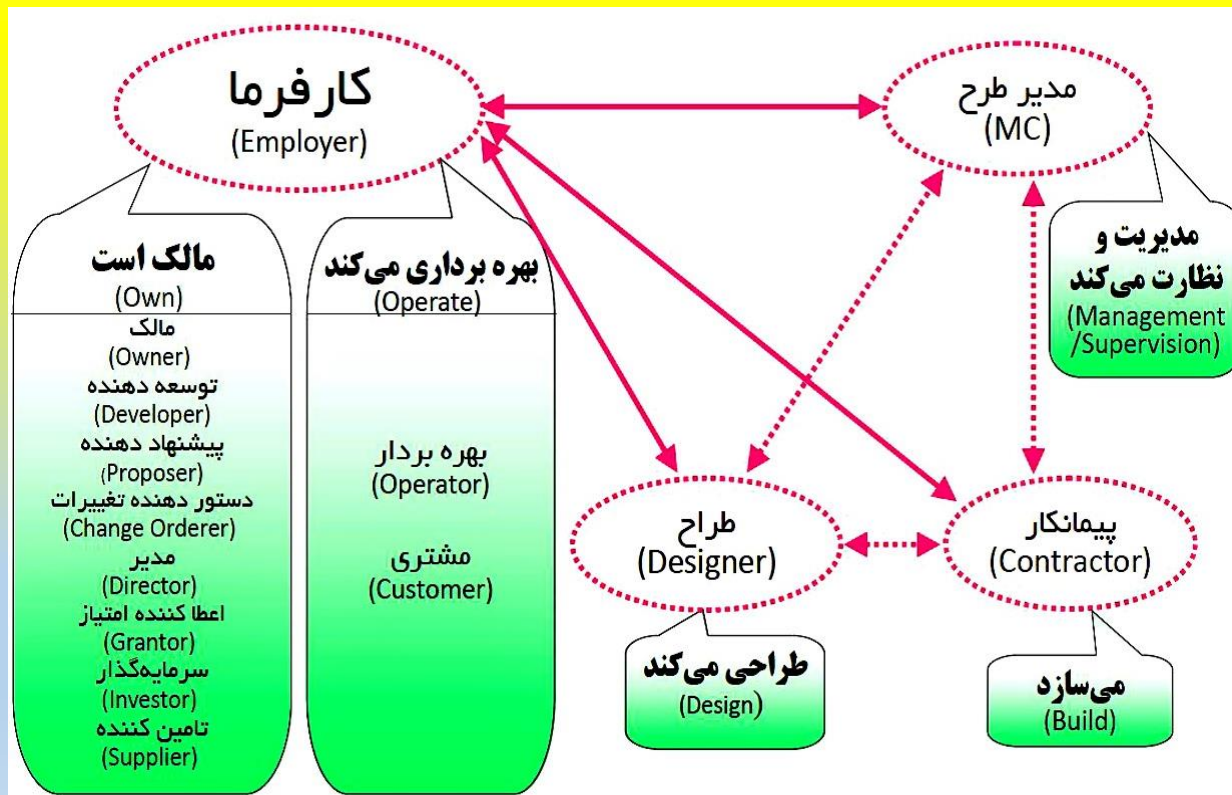 کارفرما
(Employer)
مدیر طرح
(MC)
مدیریت و
نظارت می‌کند
(Management
/Supervision)
مالک است
(Own)
مالک
(Owner)
توسعه دهنده
(Developer)
پیشنهاد دهنده
(Proposer)
دستور دهنده تغییرات
(Change Orderer)
مدیر
(Director)
اعطا کننده امتیاز
(Grantor)
سرمایه‌گذار
(Investor)
تامین کننده
(Supplier)
بهره برداری می‌کند
(Operate)
بهره بردار
(Operator)
مشتری
(Customer)
طراح
(Designer)
طراحی می‌کند
(Design)
پیمانکار
(Contractor)
می‌سازد
(Build)